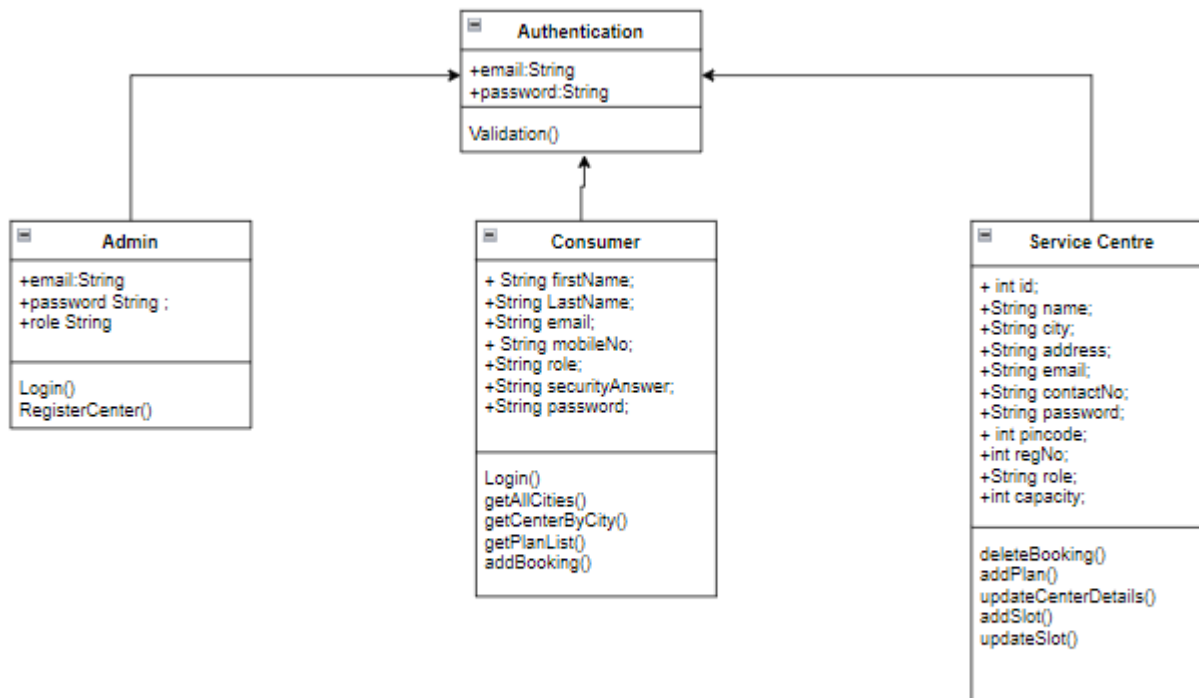 Authentication
+email:String
+password:String
Validation()
Admin
+email:String
+password String ;
+role String
Login()
RegisterCenter()
Consumer
+ String firstName;
+String LastName;
+String email;
+ String mobileNo;
+String role;
+String securityAnswer;
+String password;
Login()
getAllCities()
getCenterByCity()
getPlanList()
addBooking()
Service Centre
+ int id;
+String name;
+String city;
+String address;
+String email;
+String contactNo;
+String password;
+ int pincode;
+int regNo;
+String role;
+int capacity;
deleteBooking()
addPlan()
updateCenterDetails()
addSlot()
updateSlot()